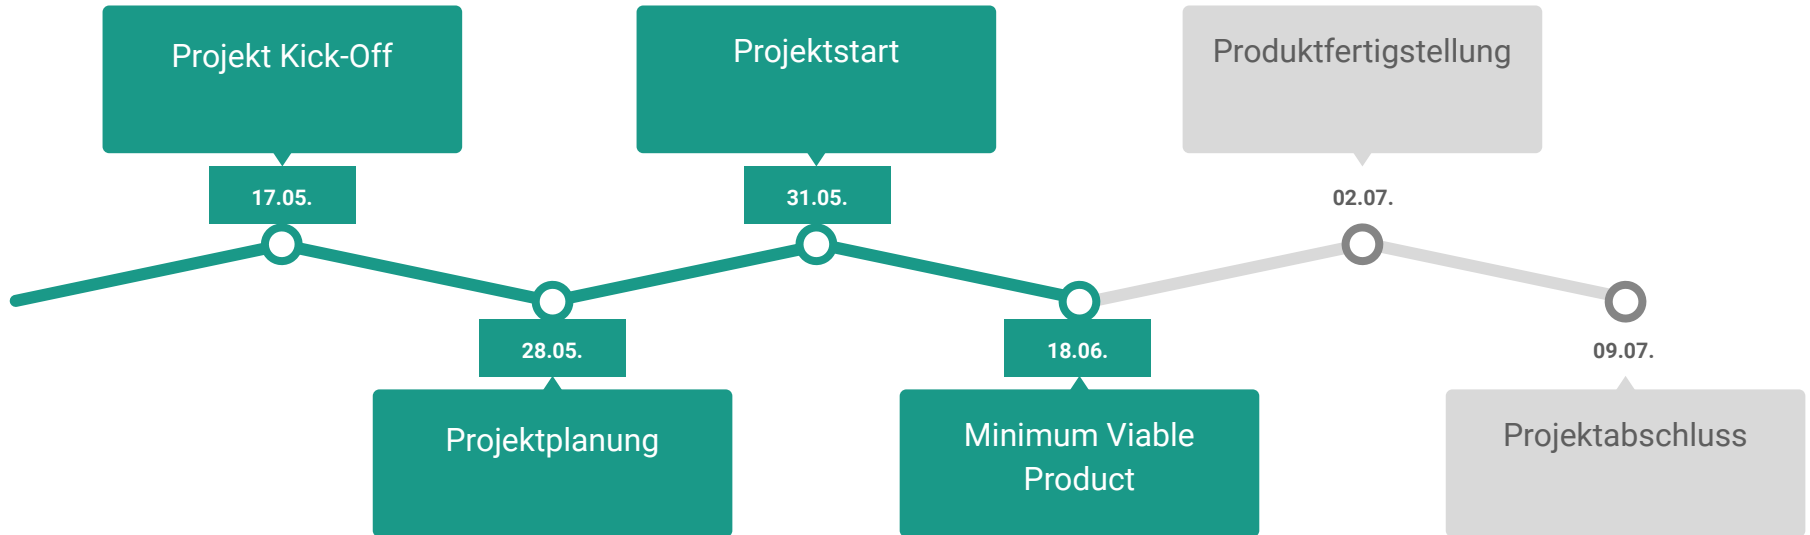 Projekt Kick-Off
17.05.
28.05.
Projektplanung
Projektstart
31.05.
18.06.
Minimum Viable
Product
Produktfertigstellung
02.07.
09.07.
Projektabschluss